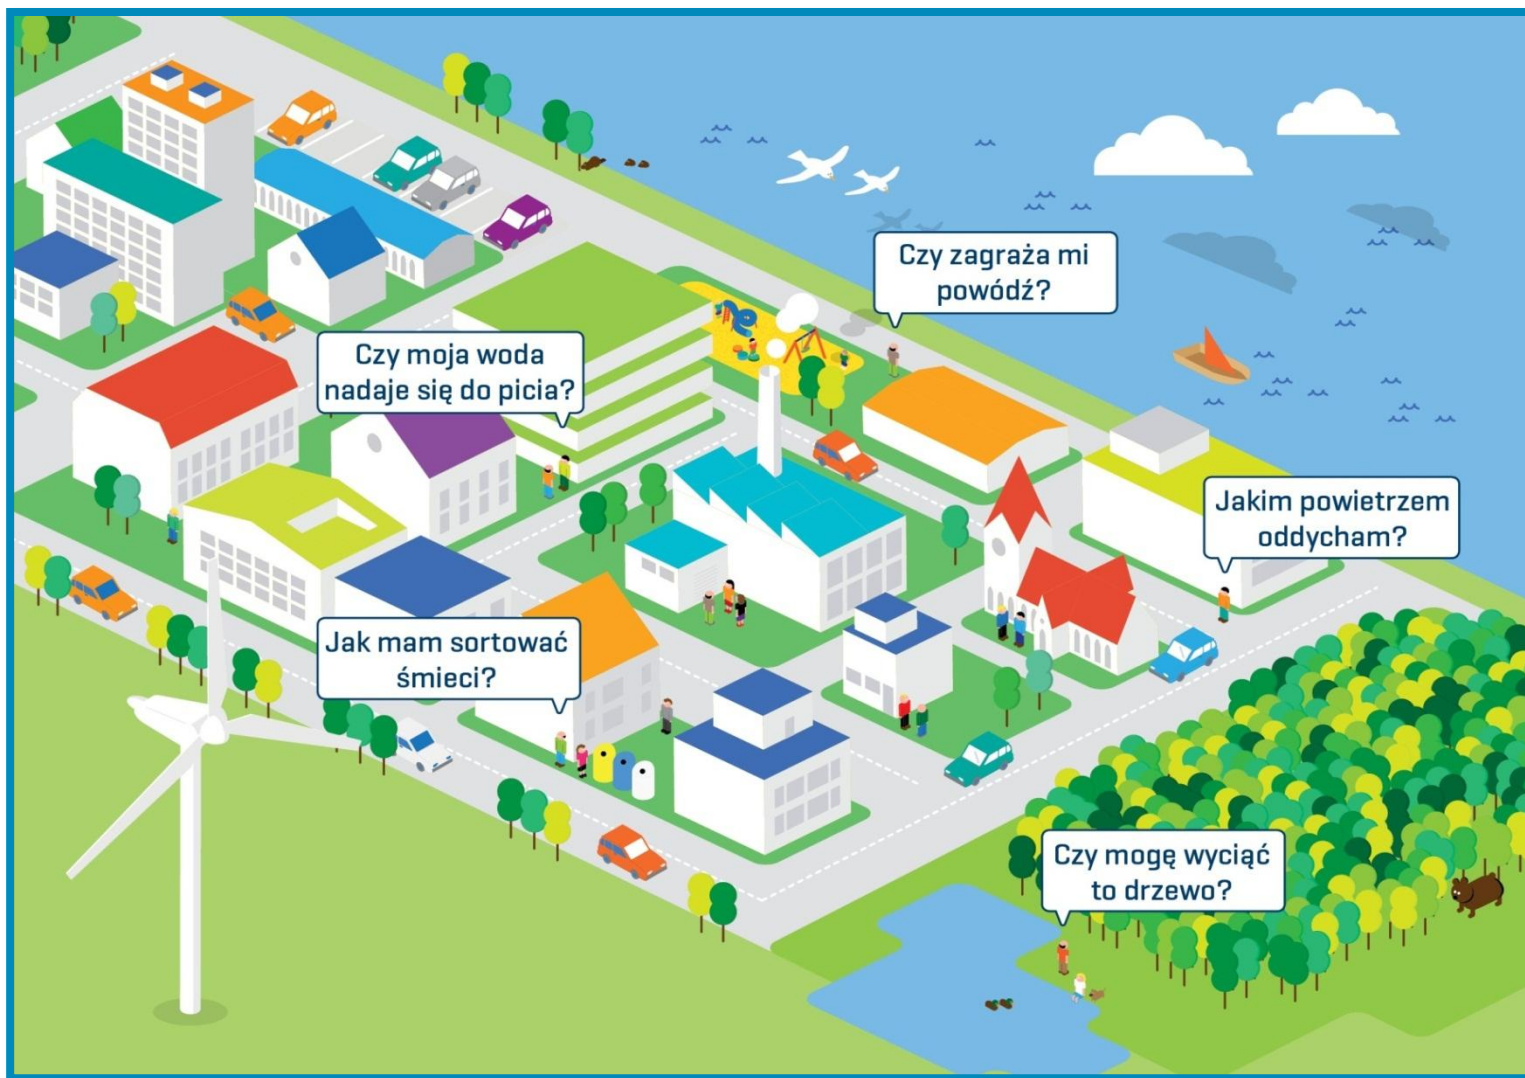 Czy zagraża mi
powódź?
Czy moja woda
nadaje się do picia?
Jakim powietrzem
oddycham?
Jak mam sortować
śmieci?
Czy mogę wyciąć
to drzewo?